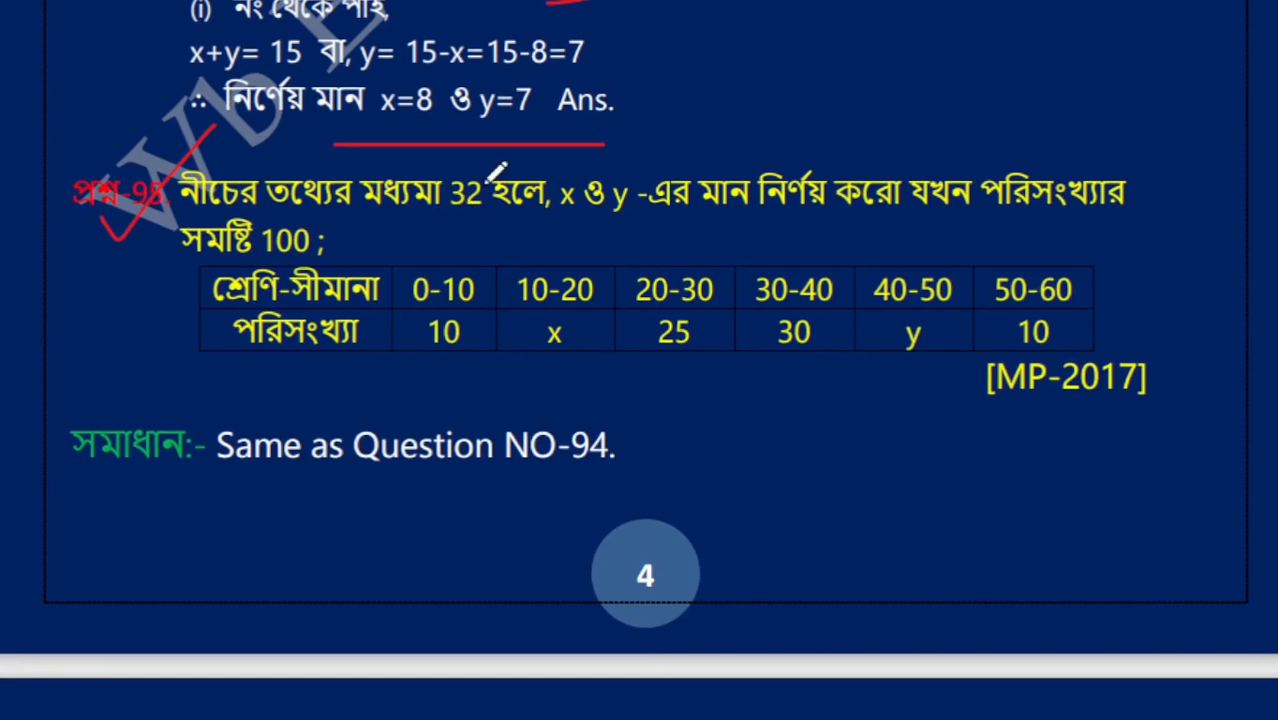 (i) নং থেকে পাই,
x+y= 15 বা, y= 15-x=15-8=7
∴ নির্ণেয় মান x=8 ও y=7 Ans.
প্রশ্ন-95. নীচের তথ্যের মধ্যমা 32 হলে, x ও y -এর মান নির্ণয় করো যখন পরিসংখ্যার
সমষ্টি 100 ;
শ্রেণি-সীমানা 0-10 10-20 20-30 30-40 40-50 50-60
পরিসংখ্যা 10 x 25 30 y 10
[MP-2017]
সমাধান:- Same as Question NO-94.
4